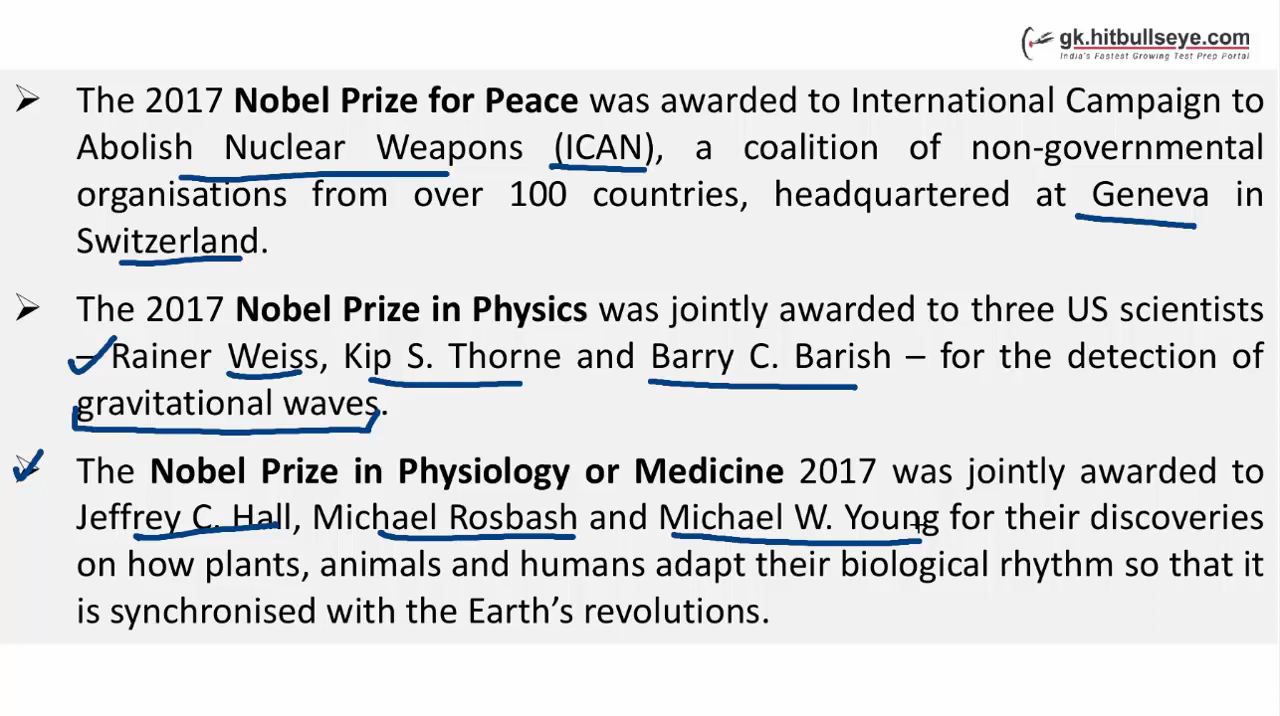 gk.hitbullseye.com
India's Fastest Growing Test Prep Portal
➢ The 2017 Nobel Prize for Peace was awarded to International Campaign to
Abolish Nuclear Weapons (ICAN), a coalition of non-governmental
organisations from over 100 countries, headquartered at Geneva in
Switzerland.
➢ The 2017 Nobel Prize in Physics was jointly awarded to three US scientists
– Rainer Weiss, Kip S. Thorne and Barry C. Barish – for the detection of
gravitational waves.
➢ The Nobel Prize in Physiology or Medicine 2017 was jointly awarded to
Jeffrey C. Hall, Michael Rosbash and Michael W. Young for their discoveries
on how plants, animals and humans adapt their biological rhythm so that it
is synchronised with the Earth’s revolutions.